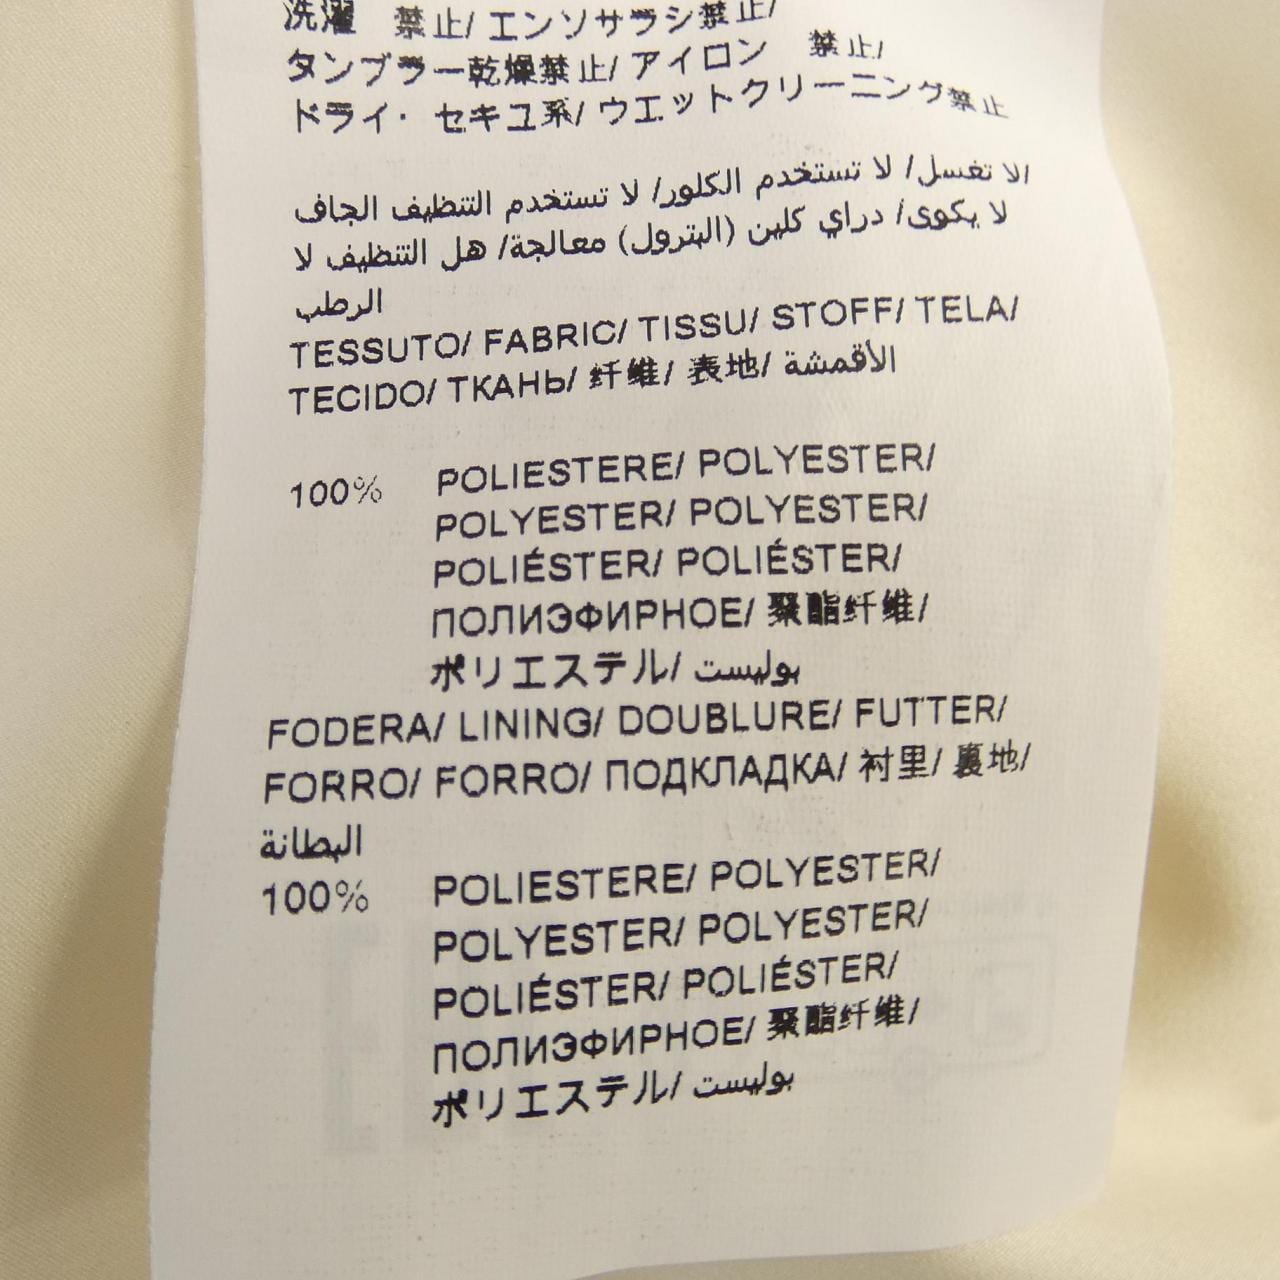 洗濯 禁止/ エンソサラシ禁止/
タンブラー乾燥禁止/ アイロン 禁止/
ドライ・ セキユ系/ ウエットクリーニング禁止
الا تغسل/ لا تستخدم الكلور/ لا تستخدم التنظيف الجاف
لا يكوى/ دراي كلين (البترول) معالجة/ هل التنظيف لا
الرطب
TESSUTO/ FABRIC/ TISSU/ STOFF/ TELA/
TECIDO/ ТКАНЬ/ 纤维/ 表地/ الأقمشة
100% POLIESTERE/ POLYESTER/
POLYESTER/ POLYESTER/
POLIÉSTER/ POLIÉSTER/
ПОЛИЭФИРНОЕ/ 聚酯纤维/
ポリエステル/ بوليست
FODERA/ LINING/ DOUBLURE/ FUTTER/
FORRO/ FORRO/ ПОДКЛАДКА/ 衬里/ 裏地/
البطانة
100% POLIESTERE/ POLYESTER/
POLYESTER/ POLYESTER/
POLIÉSTER/ POLIÉSTER/
ПОЛИЭФИРНОЕ/ 聚酯纤维/
ポリエステル/ بوليست